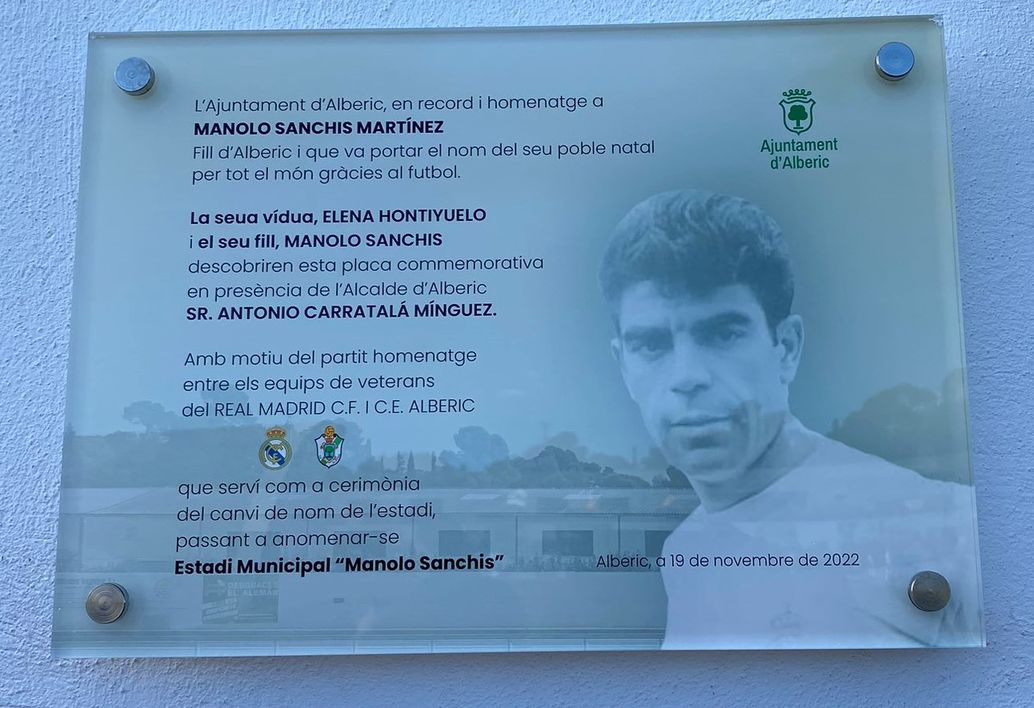 L'Ajuntament d'Alberic, en record i homenatge a
MANOLO SANCHIS MARTÍNEZ
Fill d'Alberic i que va portar el nom del seu poble natal
per tot el món gràcies al futbol.
Ajuntament
d'Alberic
La seua vídua, ELENA HONTIYUELO
i el seu fill, MANOLO SANCHIS
descobriren esta placa commemorativa
en presència de l'Alcalde d'Alberic
SR. ANTONIO CARRATALÁ MÍNGUEZ.
Amb motiu del partit homenatge
entre els equips de veterans
del REAL MADRID C.F. I C.E. ALBERIC
que serví com a cerimònia
del canvi de nom de l'estadi,
passant a anomenar-se
Estadi Municipal “Manolo Sanchis”
Alberic, a 19 de novembre de 2022